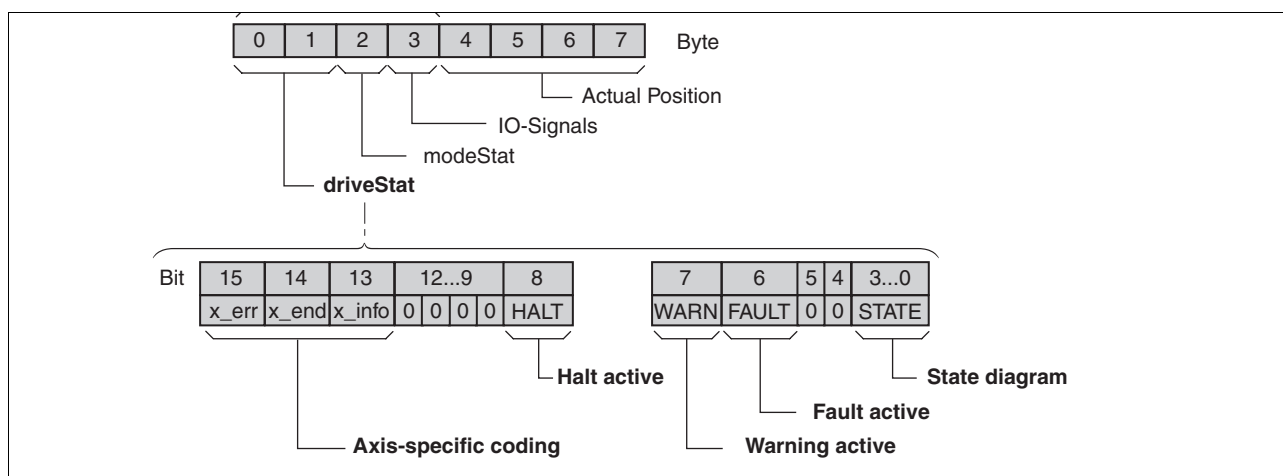 0 1 2 3 4 5 6 7 Byte
Actual Position
IO-Signals
modeStat
driveStat
Bit 15 14 13 12...9 8 7 6 5 4 3...0
x_err x_end x_info 0 0 0 0 HALT WARN FAULT 0 0 STATE
Halt active State diagram
Fault active
Axis-specific coding Warning active